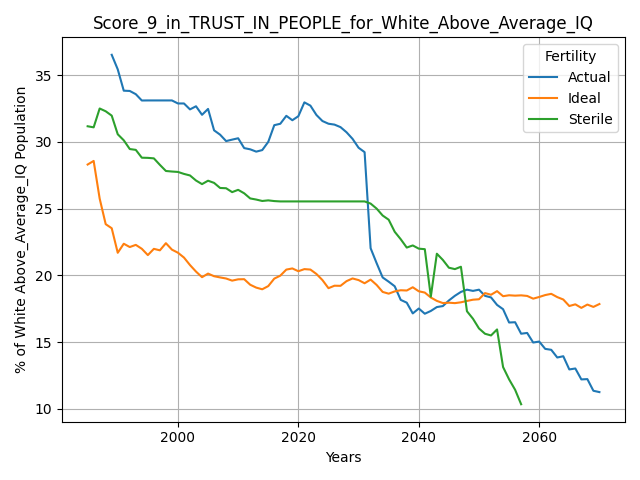 Score_9_in_TRUST_IN_PEOPLE_for_White_Above_Average_IQ
% of White Above_Average_IQ Population
35
30
25
20
15
10
Fertility
Actual
Ideal
Sterile
2000
2020
2040
2060
Years